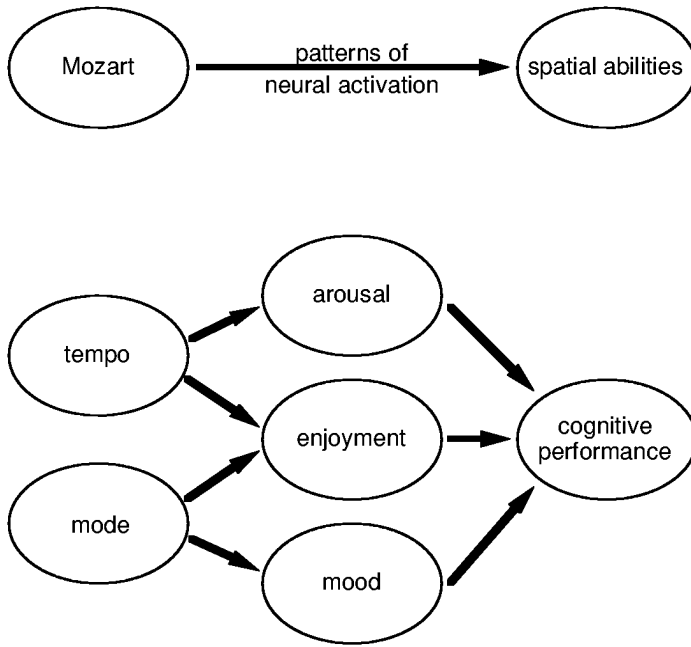 Mozart
patterns of
neural activation
spatial abilities
arousal
tempo
enjoyment
cognitive
performance
mode
mood